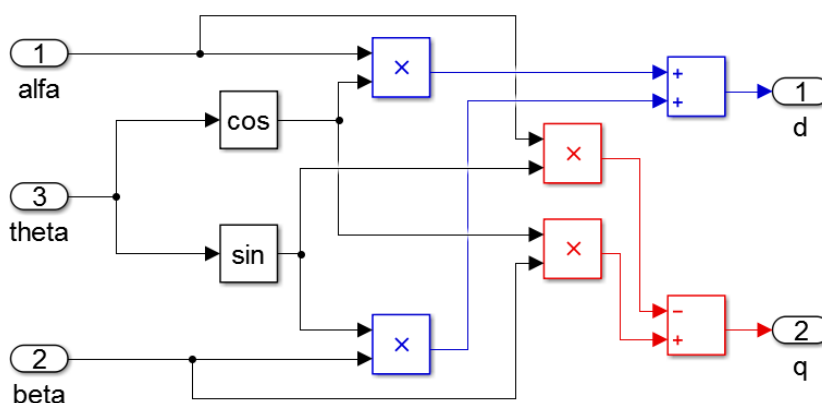 1
alfa
×
+
+
1
d
cos
×
3
theta
sin
×
×
−
+
2
q
2
beta